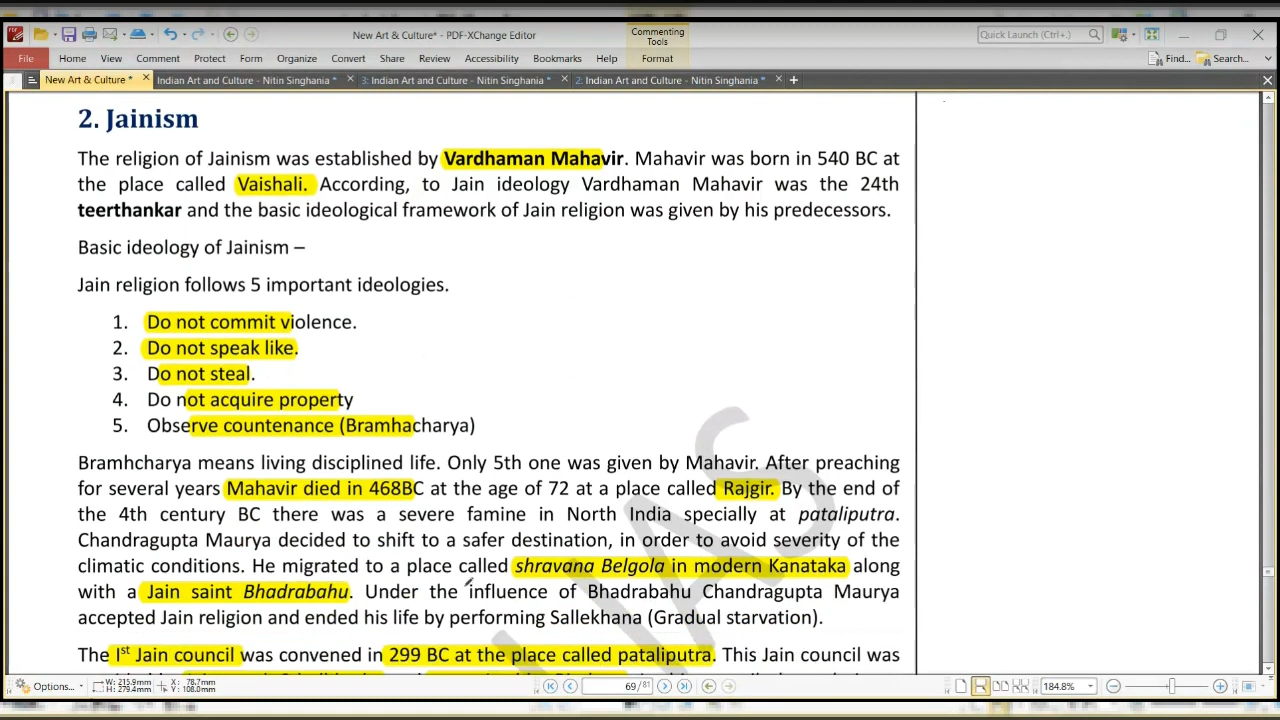 New Art & Culture* - PDF-XChange Editor
Commenting Tools
Quick Launch (Ctrl+.)
File Home View Comment Protect Form Organize Convert Share Review Accessibility Bookmarks Help Format Find... Search...
New Art & Culture * Indian Art and Culture - Nitin Singhania * 3: Indian Art and Culture - Nitin Singhania * 2: Indian Art and Culture - Nitin Singhania *
2. Jainism
The religion of Jainism was established by Vardhaman Mahavir. Mahavir was born in 540 BC at
the place called Vaishali. According, to Jain ideology Vardhaman Mahavir was the 24th
teerthankar and the basic ideological framework of Jain religion was given by his predecessors.
Basic ideology of Jainism –
Jain religion follows 5 important ideologies.
1. Do not commit violence.
2. Do not speak like.
3. Do not steal.
4. Do not acquire property
5. Observe countenance (Bramhacharya)
Bramhcharya means living disciplined life. Only 5th one was given by Mahavir. After preaching
for several years Mahavir died in 468BC at the age of 72 at a place called Rajgir. By the end of
the 4th century BC there was a severe famine in North India specially at pataliputra.
Chandragupta Maurya decided to shift to a safer destination, in order to avoid severity of the
climatic conditions. He migrated to a place called shravana Belgola in modern Kanataka along
with a Jain saint Bhadrabahu. Under the influence of Bhadrabahu Chandragupta Maurya
accepted Jain religion and ended his life by performing Sallekhana (Gradual starvation).
The Ist Jain council was convened in 299 BC at the place called pataliputra. This Jain council was
Options... W: 215.9mm H: 279.4mm X: 78.7mm Y: 108.0mm 69 / 81 184.8%